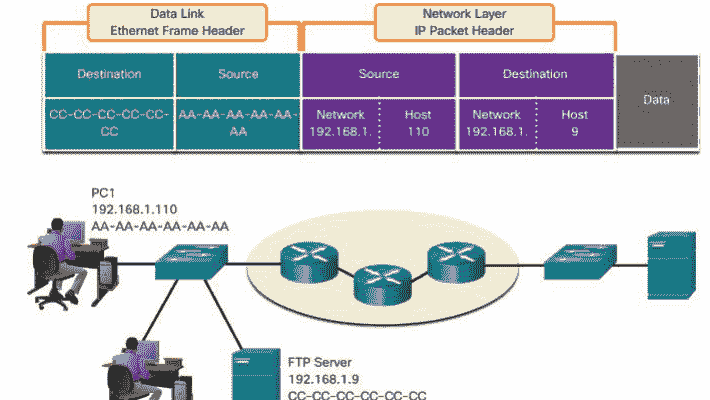 Data Link
Ethernet Frame Header
Network Layer
IP Packet Header
Destination
Source
Source
Destination
Data
CC-CC-CC-CC-CC-
CC
AA-AA-AA-AA-AA-
AA
Network
192.168.1.
Host
110
Network
192.168.1.
Host
9
PC1
192.168.1.110
AA-AA-AA-AA-AA-AA
FTP Server
192.168.1.9
CC-CC-CC-CC-CC-CC